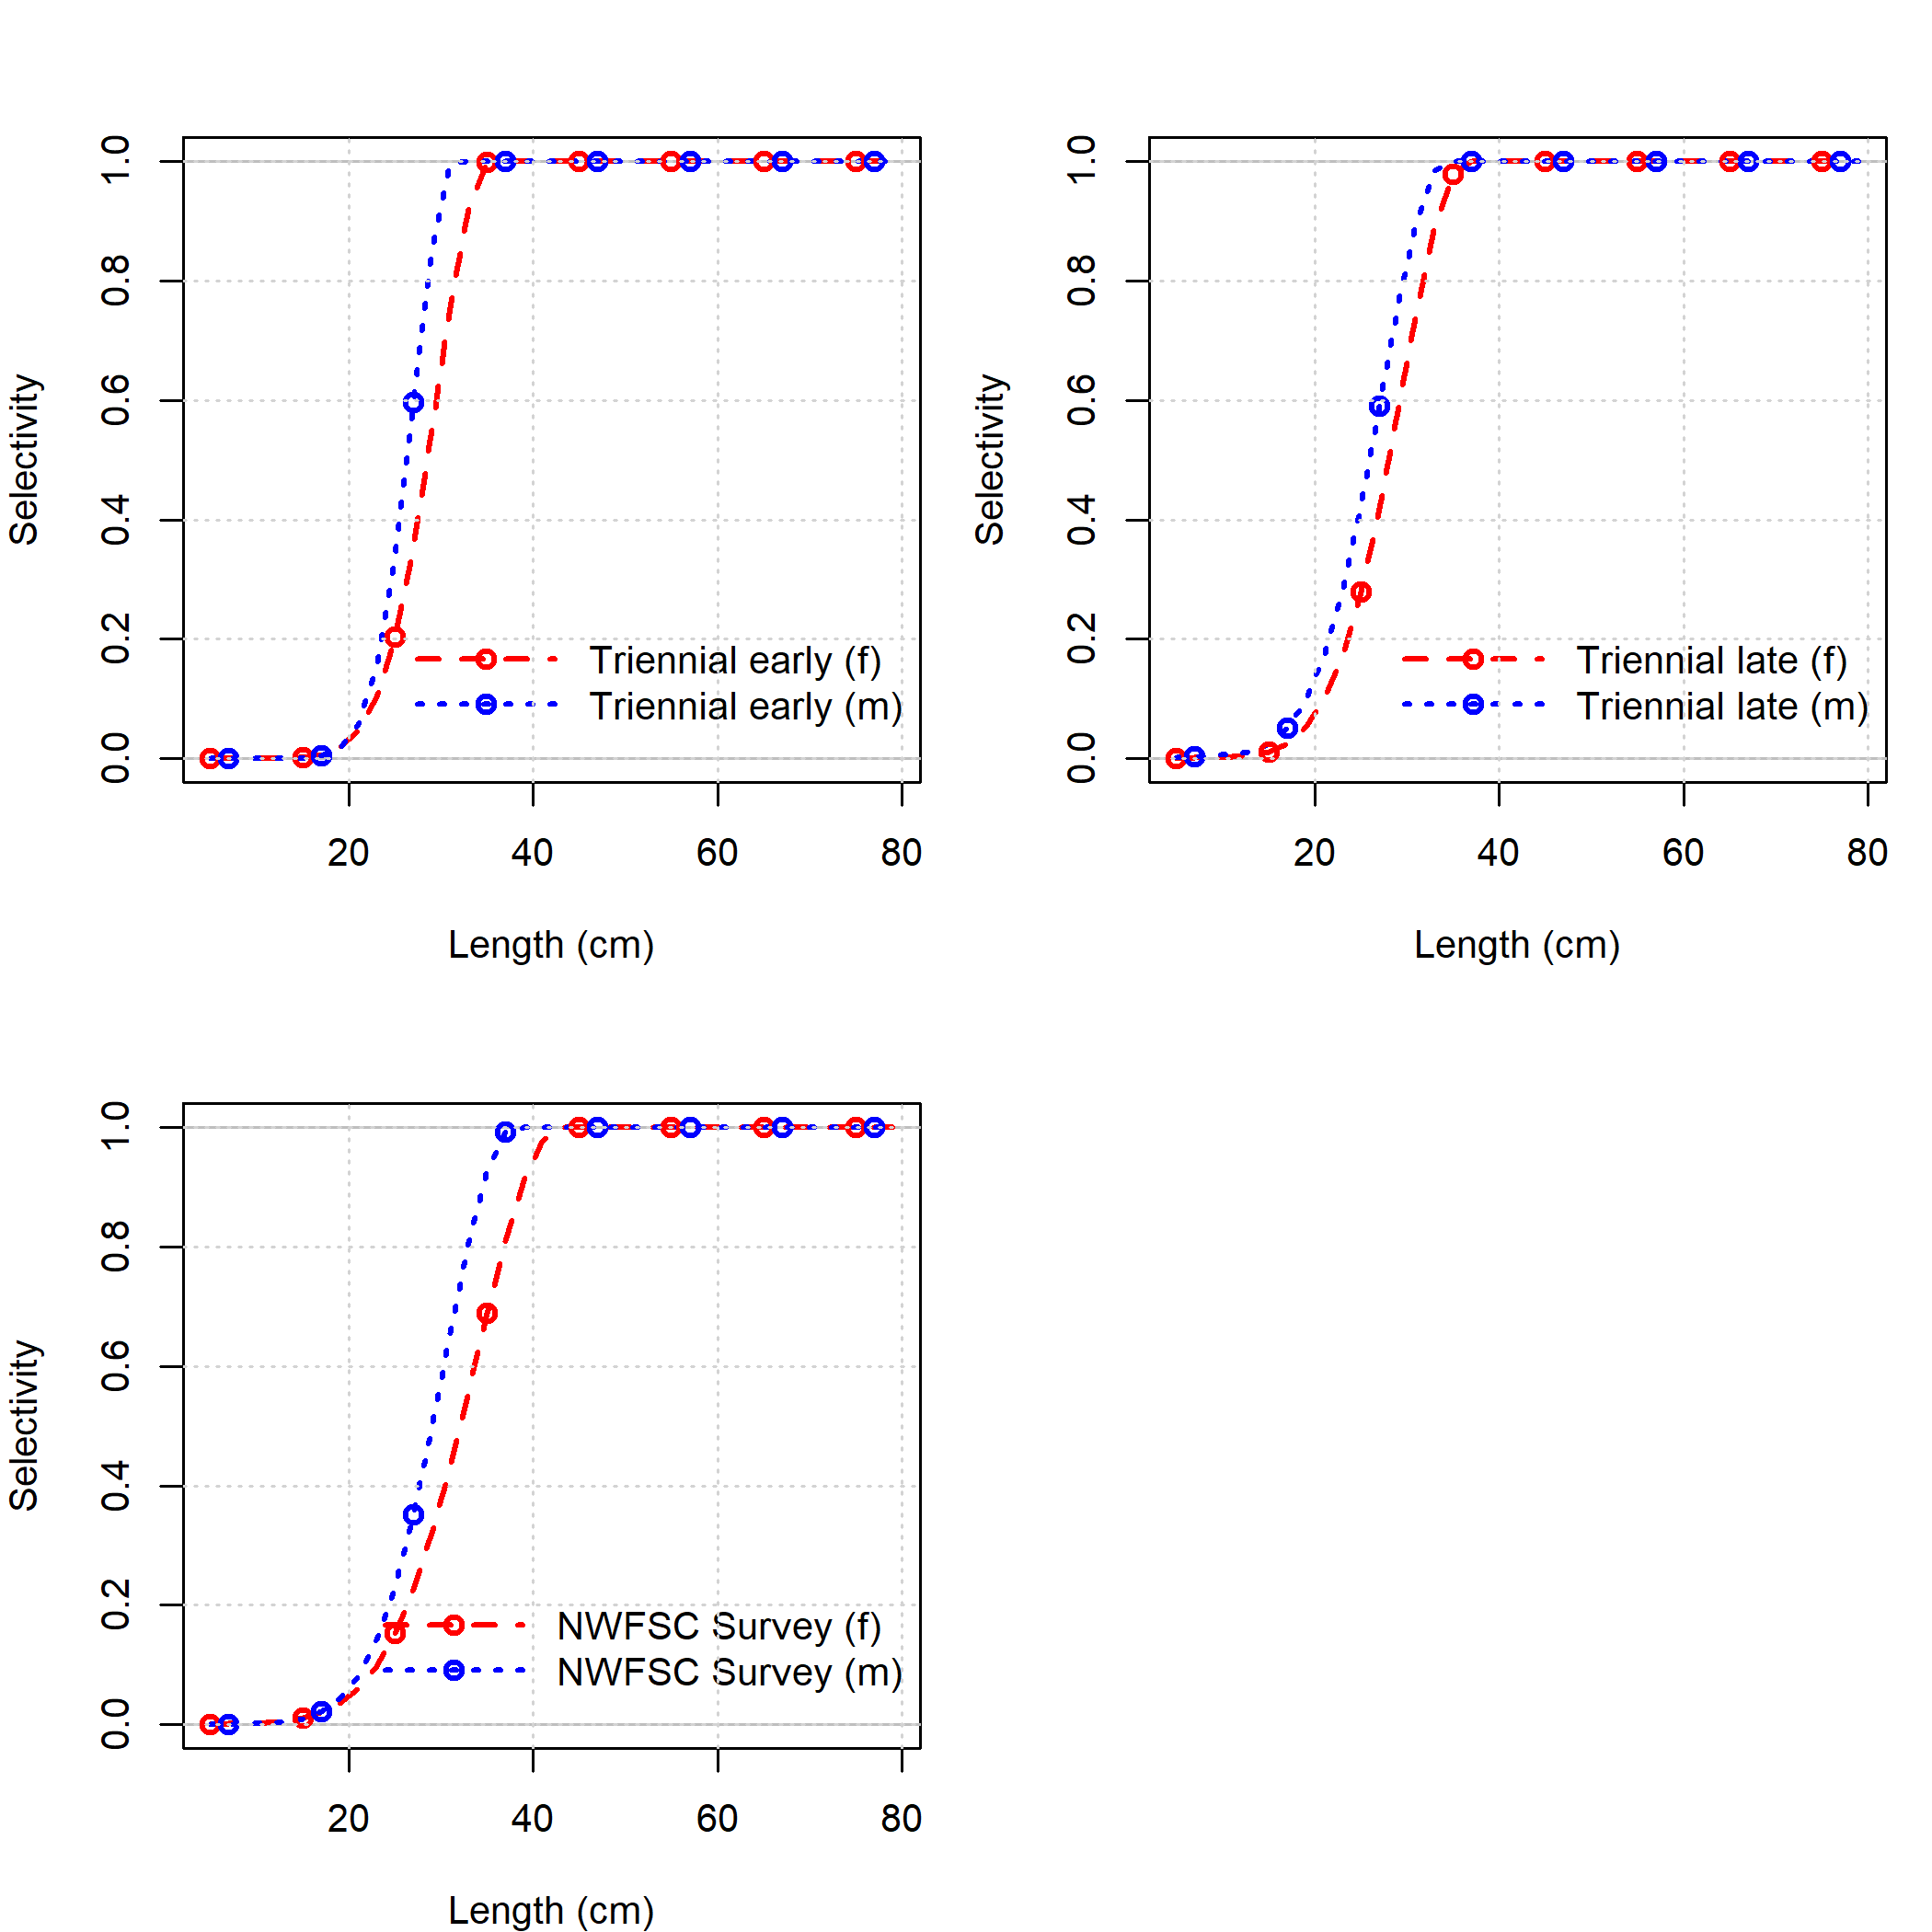 Selectivity
1.0
0.8
0.6
0.4
0.2
0.0
Triennial early (f)
Triennial early (m)
20 40 60 80
Length (cm)
Selectivity
1.0
0.8
0.6
0.4
0.2
0.0
Triennial late (f)
Triennial late (m)
20 40 60 80
Length (cm)
Selectivity
1.0
0.8
0.6
0.4
0.2
0.0
NWFSC Survey (f)
NWFSC Survey (m)
20 40 60 80
Length (cm)